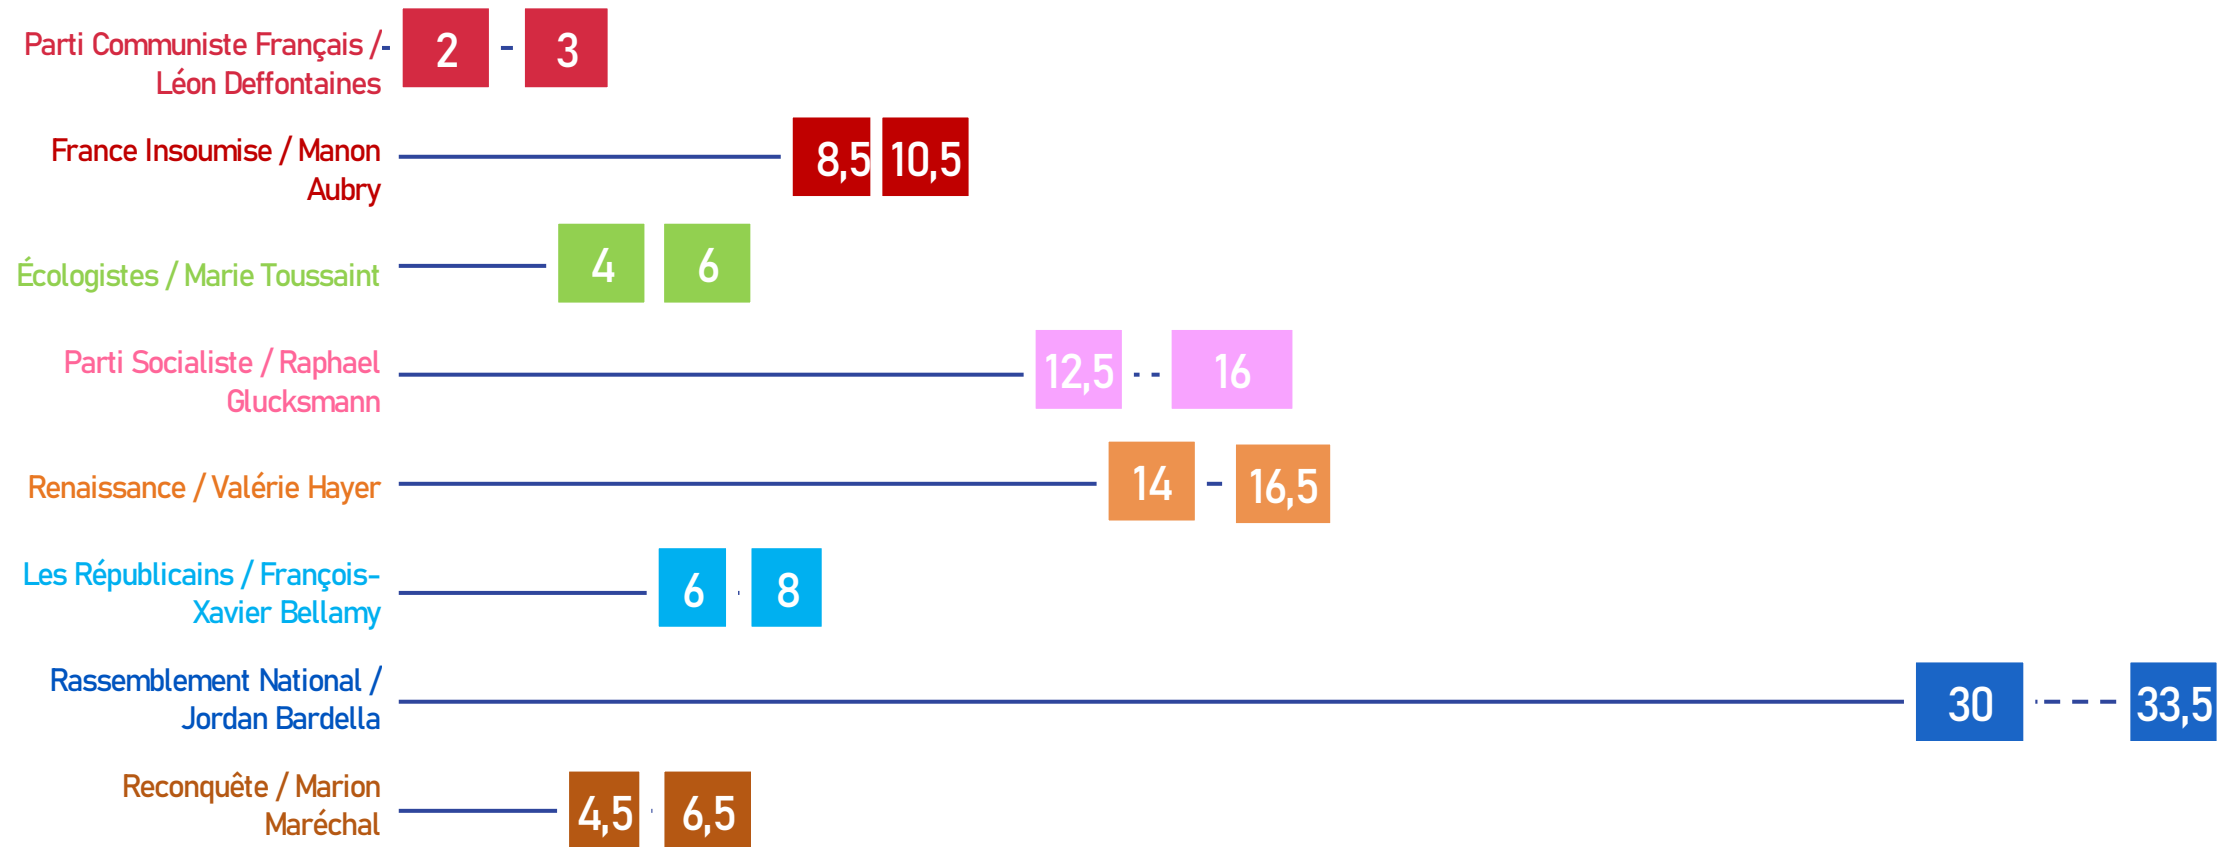 Parti Communiste Français /
Léon Deffontaines
2 - 3
France Insoumise / Manon
Aubry
8,5 10,5
Écologistes / Marie Toussaint
4 6
Parti Socialiste / Raphael
Glucksmann
12,5 16
Renaissance / Valérie Hayer
14 16,5
Les Républicains / François-
Xavier Bellamy
6 8
Rassemblement National /
Jordan Bardella
30 33,5
Reconquête / Marion
Maréchal
4,5 6,5